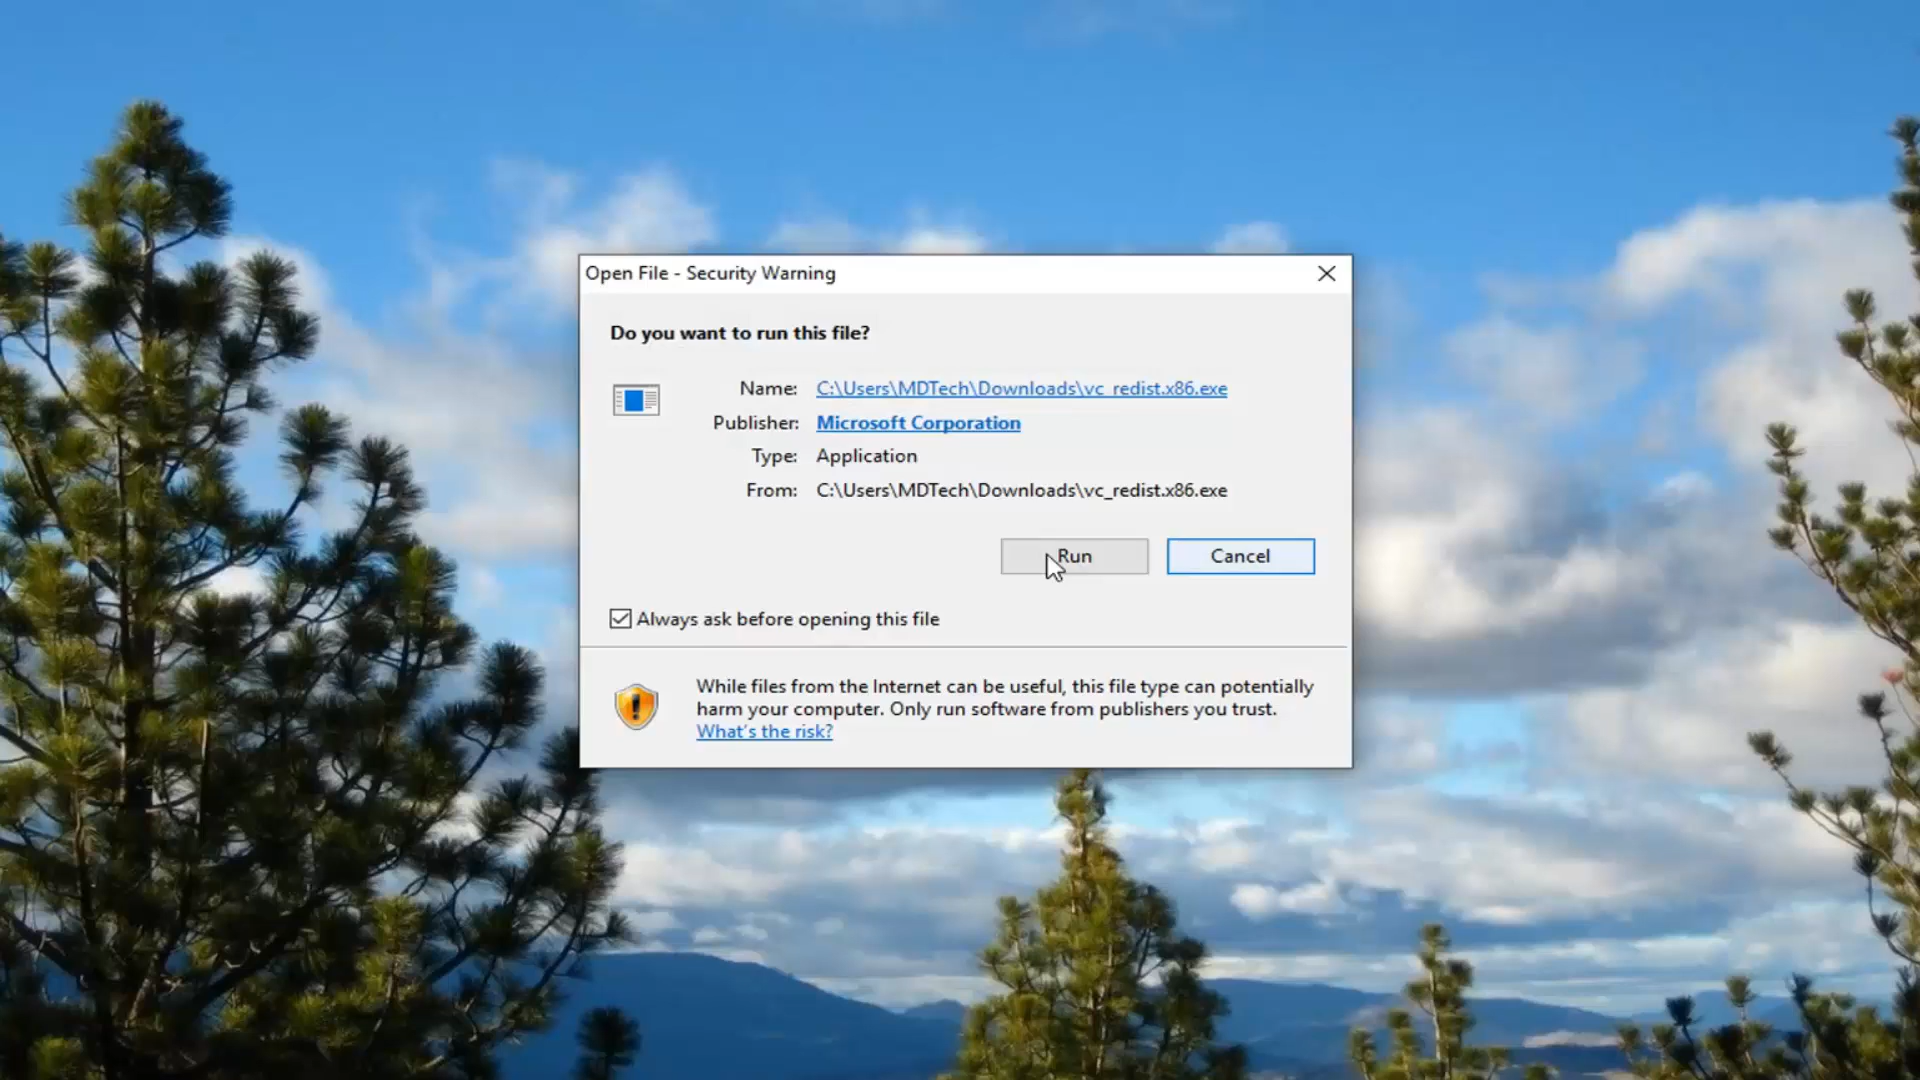 Open File - Security Warning
Do you want to run this file?
Name: C:\Users\MDTech\Downloads\vc_redist.x86.exe
Publisher: Microsoft Corporation
Type: Application
From: C:\Users\MDTech\Downloads\vc_redist.x86.exe
Run Cancel
Always ask before opening this file
While files from the Internet can be useful, this file type can potentially
harm your computer. Only run software from publishers you trust.
What's the risk?